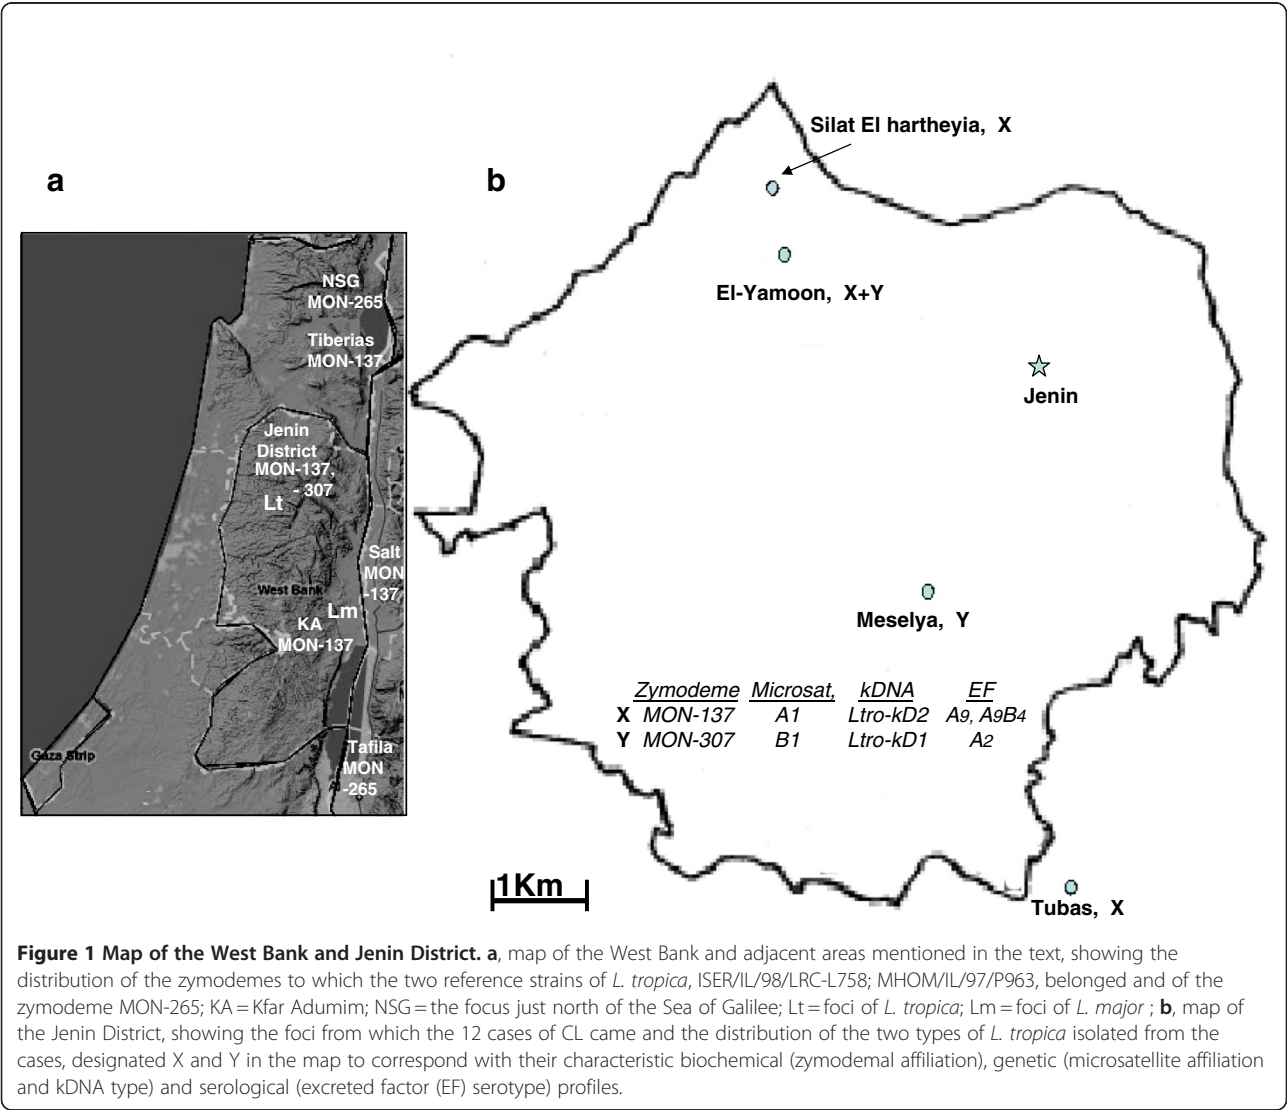 a
NSG
MON-265
Tiberias
MON-137
Jenin
District
MON-137,
- 307
Lt
Salt
MON
-137
West Bank
Lm
KA
MON-137
Tafila
MON
-265
Gaza Strip
b
Silat El hartheyia, X
El-Yamoon, X+Y
Jenin
Meselya, Y
Zymodeme Microsat, kDNA EF
X MON-137 A1 Ltro-kD2 A9, A9B4
Y MON-307 B1 Ltro-kD1 A2
1Km
Tubas, X
Figure 1 Map of the West Bank and Jenin District. a, map of the West Bank and adjacent areas mentioned in the text, showing the
distribution of the zymodemes to which the two reference strains of L. tropica, ISER/IL/98/LRC-L758; MHOM/IL/97/P963, belonged and of the
zymodeme MON-265; KA = Kfar Adumim; NSG = the focus just north of the Sea of Galilee; Lt = foci of L. tropica; Lm = foci of L. major ; b, map of
the Jenin District, showing the foci from which the 12 cases of CL came and the distribution of the two types of L. tropica isolated from the
cases, designated X and Y in the map to correspond with their characteristic biochemical (zymodemal affiliation), genetic (microsatellite affiliation
and kDNA type) and serological (excreted factor (EF) serotype) profiles.